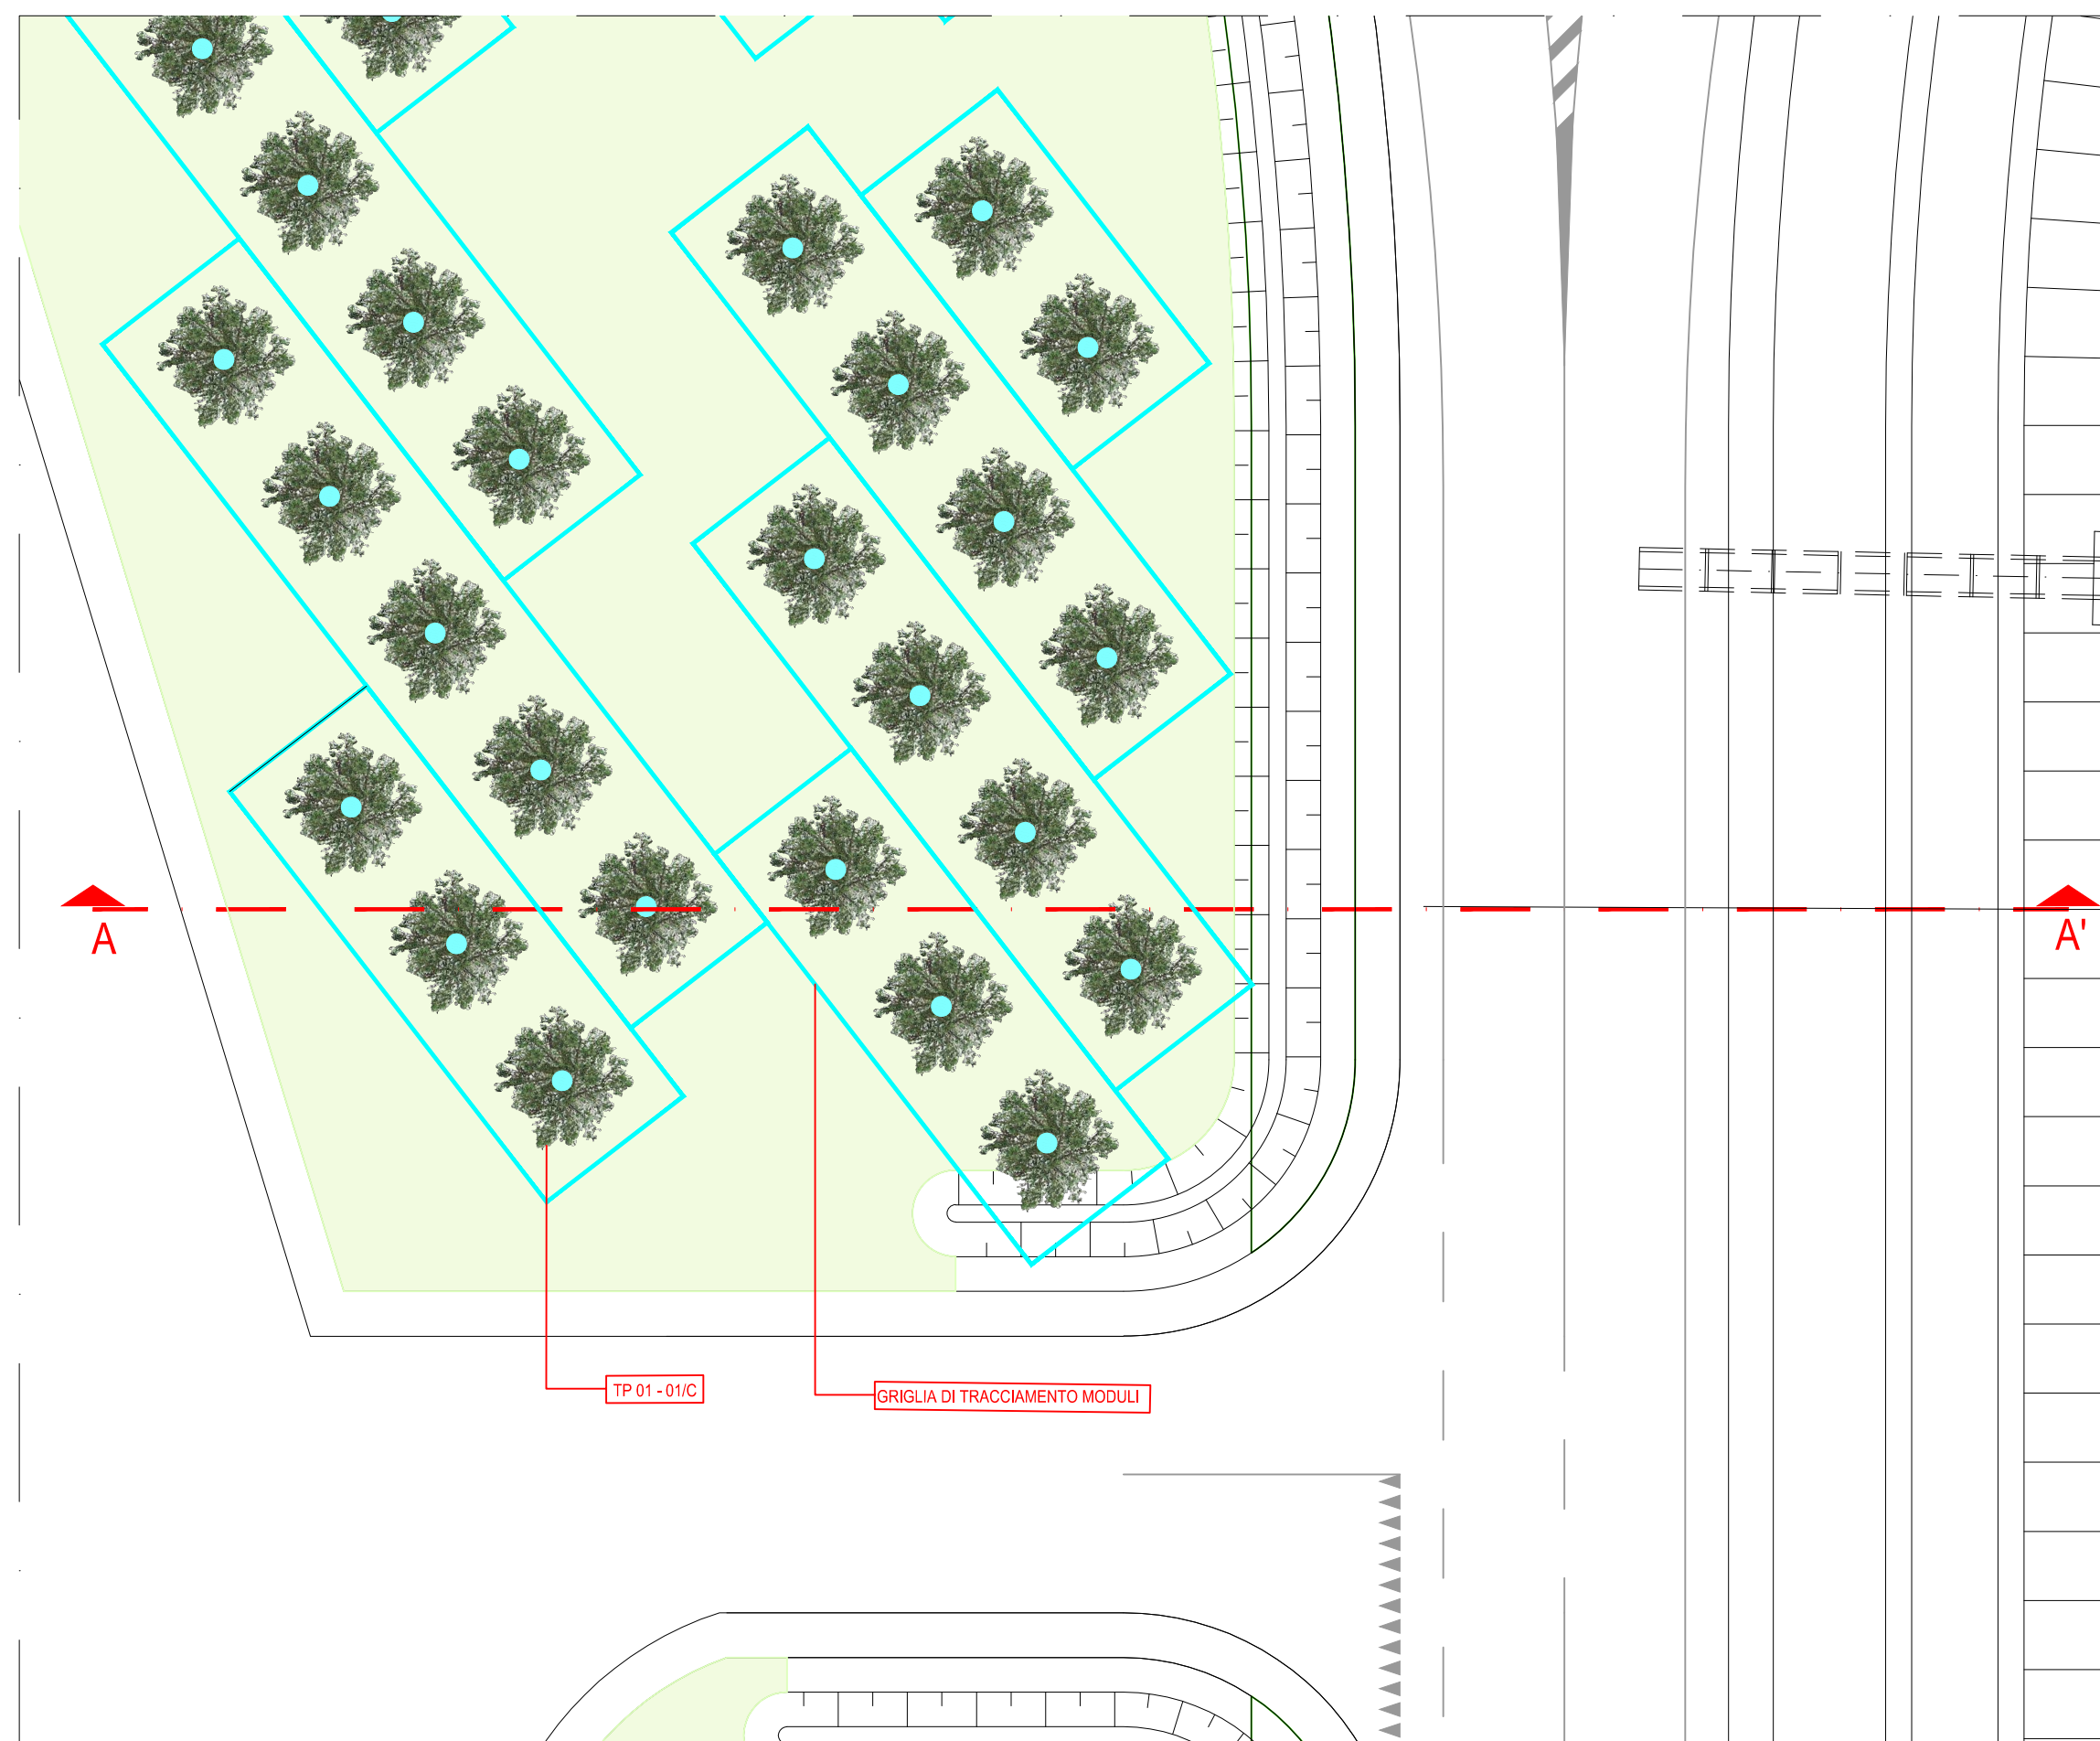 A
A'
TP 01 - 01/C
GRIGLIA DI TRACCIAMENTO MODULI